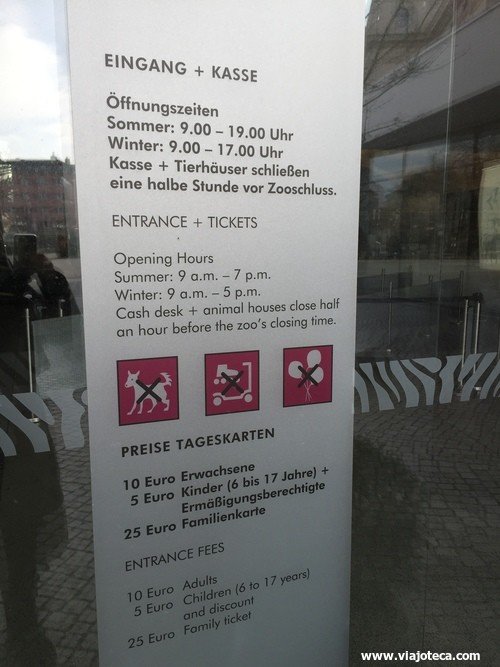 EINGANG + KASSE
Öffnungszeiten
Sommer: 9.00 – 19.00 Uhr
Winter: 9.00 – 17.00 Uhr
Kasse + Tierhäuser schließen
eine halbe Stunde vor Zooschluss.
ENTRANCE + TICKETS
Opening Hours
Summer: 9 a.m. – 7 p.m.
Winter: 9 a.m. – 5 p.m.
Cash desk + animal houses close half
an hour before the zoo's closing time.
PREISE TAGESKARTEN
10 Euro Erwachsene
5 Euro Kinder (6 bis 17 Jahre) +
Ermäßigungsberechtigte
25 Euro Familienkarte
ENTRANCE FEES
10 Euro Adults
5 Euro Children (6 to 17 years)
and discount
25 Euro Family ticket
www.viajoteca.com